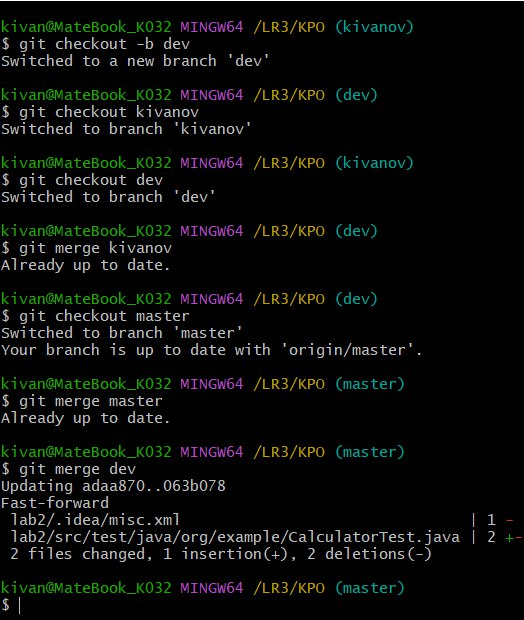 kivan@MateBook_K032 MINGW64 /LR3/KPO (kivanov)
$ git checkout -b dev
Switched to a new branch 'dev'
kivan@MateBook_K032 MINGW64 /LR3/KPO (dev)
$ git checkout kivanov
Switched to branch 'kivanov'
kivan@MateBook_K032 MINGW64 /LR3/KPO (kivanov)
$ git checkout dev
Switched to branch 'dev'
kivan@MateBook_K032 MINGW64 /LR3/KPO (dev)
$ git merge kivanov
Already up to date.
kivan@MateBook_K032 MINGW64 /LR3/KPO (dev)
$ git checkout master
Switched to branch 'master'
Your branch is up to date with 'origin/master'.
kivan@MateBook_K032 MINGW64 /LR3/KPO (master)
$ git merge master
Already up to date.
kivan@MateBook_K032 MINGW64 /LR3/KPO (master)
$ git merge dev
Updating adaa870..063b078
Fast-forward
 lab2/.idea/misc.xml                                | 1 -
 lab2/src/test/java/org/example/CalculatorTest.java | 2 +-
 2 files changed, 1 insertion(+), 2 deletions(-)
kivan@MateBook_K032 MINGW64 /LR3/KPO (master)
$